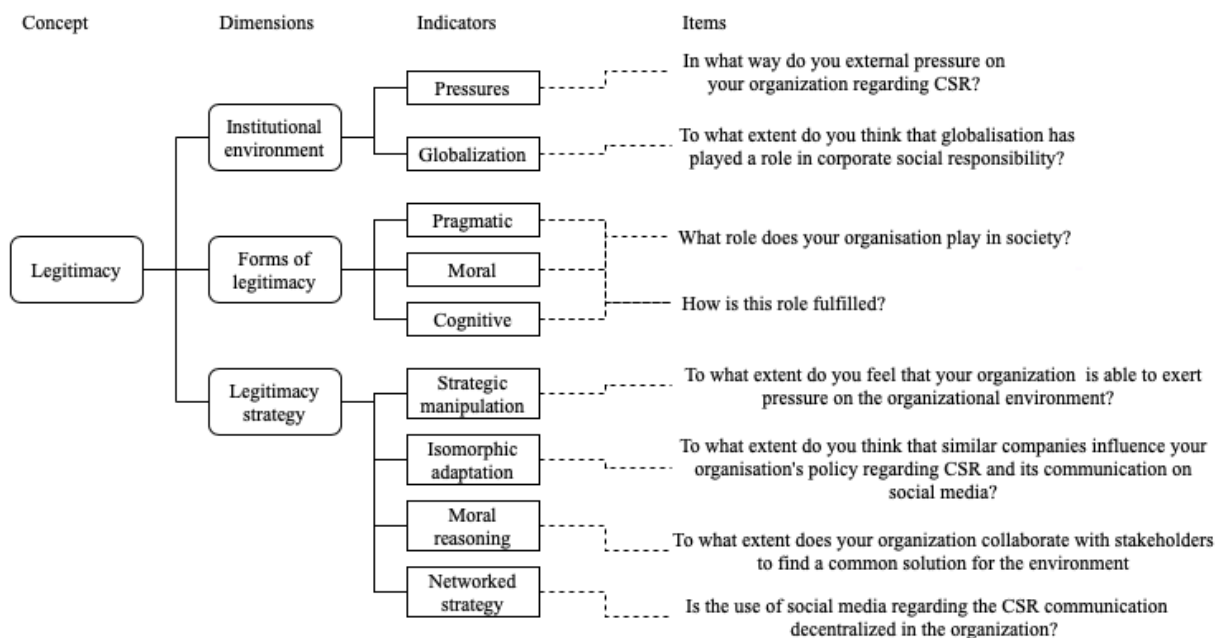 Concept
Dimensions
Indicators
Items
Legitimacy
Institutional
environment
Pressures
In what way do you external pressure on
your organization regarding CSR?
Globalization
To what extent do you think that globalisation has
played a role in corporate social responsibility?
Forms of
legitimacy
Pragmatic
Moral
Cognitive
What role does your organisation play in society?
How is this role fulfilled?
Legitimacy
strategy
Strategic
manipulation
To what extent do you feel that your organization is able to exert
pressure on the organizational environment?
Isomorphic
adaptation
To what extent do you think that similar companies influence your
organisation's policy regarding CSR and its communication on
social media?
Moral
reasoning
To what extent does your organization collaborate with stakeholders
to find a common solution for the environment
Networked
strategy
Is the use of social media regarding the CSR communication
decentralized in the organization?